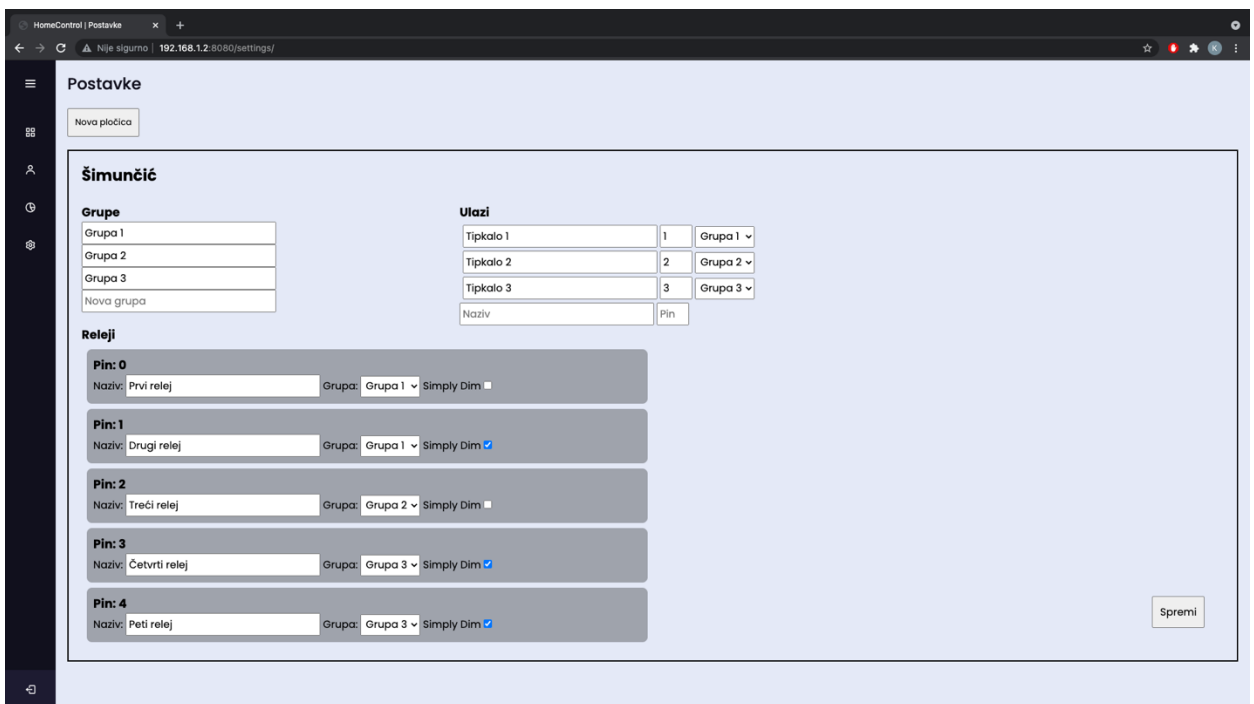 HomeControl | Postavke
Nije sigurno | 192.168.1.2:8080/settings/
K
Postavke
Nova pločica
Šimunčić
Grupe
Grupa 1
Grupa 2
Grupa 3
Nova grupa
Ulazi
Tipkalo 1 1 Grupa 1
Tipkalo 2 2 Grupa 2
Tipkalo 3 3 Grupa 3
Naziv Pin
Releji
Pin: 0
Naziv: Prvi relej Grupa: Grupa 1 Simply Dim
Pin: 1
Naziv: Drugi relej Grupa: Grupa 1 Simply Dim
Pin: 2
Naziv: Treći relej Grupa: Grupa 2 Simply Dim
Pin: 3
Naziv: Četvrti relej Grupa: Grupa 3 Simply Dim
Pin: 4
Naziv: Peti relej Grupa: Grupa 3 Simply Dim
Spremi